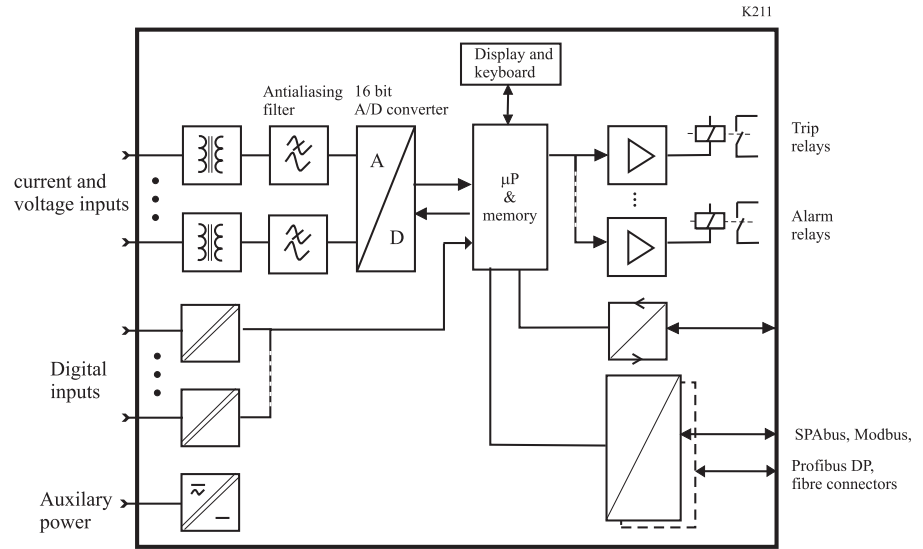 K211
Display and
keyboard
Antialiasing
filter
16 bit
A/D converter
current and
voltage inputs
A
D
μP
&
memory
Trip
relays
Alarm
relays
Digital
inputs
SPAbus, Modbus,
Profibus DP,
fibre connectors
Auxilary
power